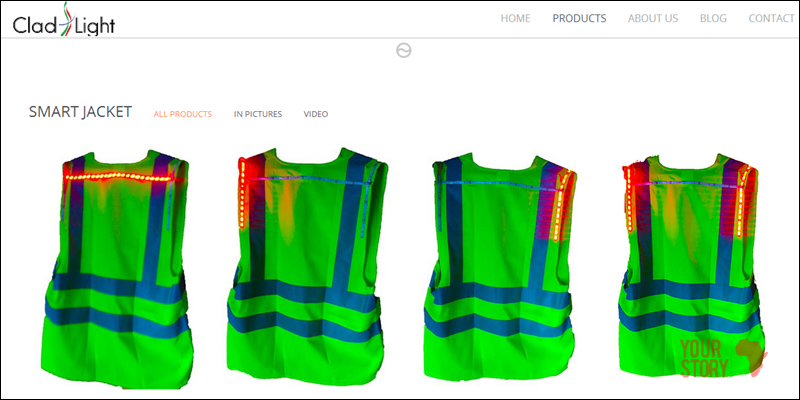 Clad Light
HOME PRODUCTS ABOUT US BLOG CONTACT
SMART JACKET ALL PRODUCTS IN PICTURES VIDEO
YOUR
STORY